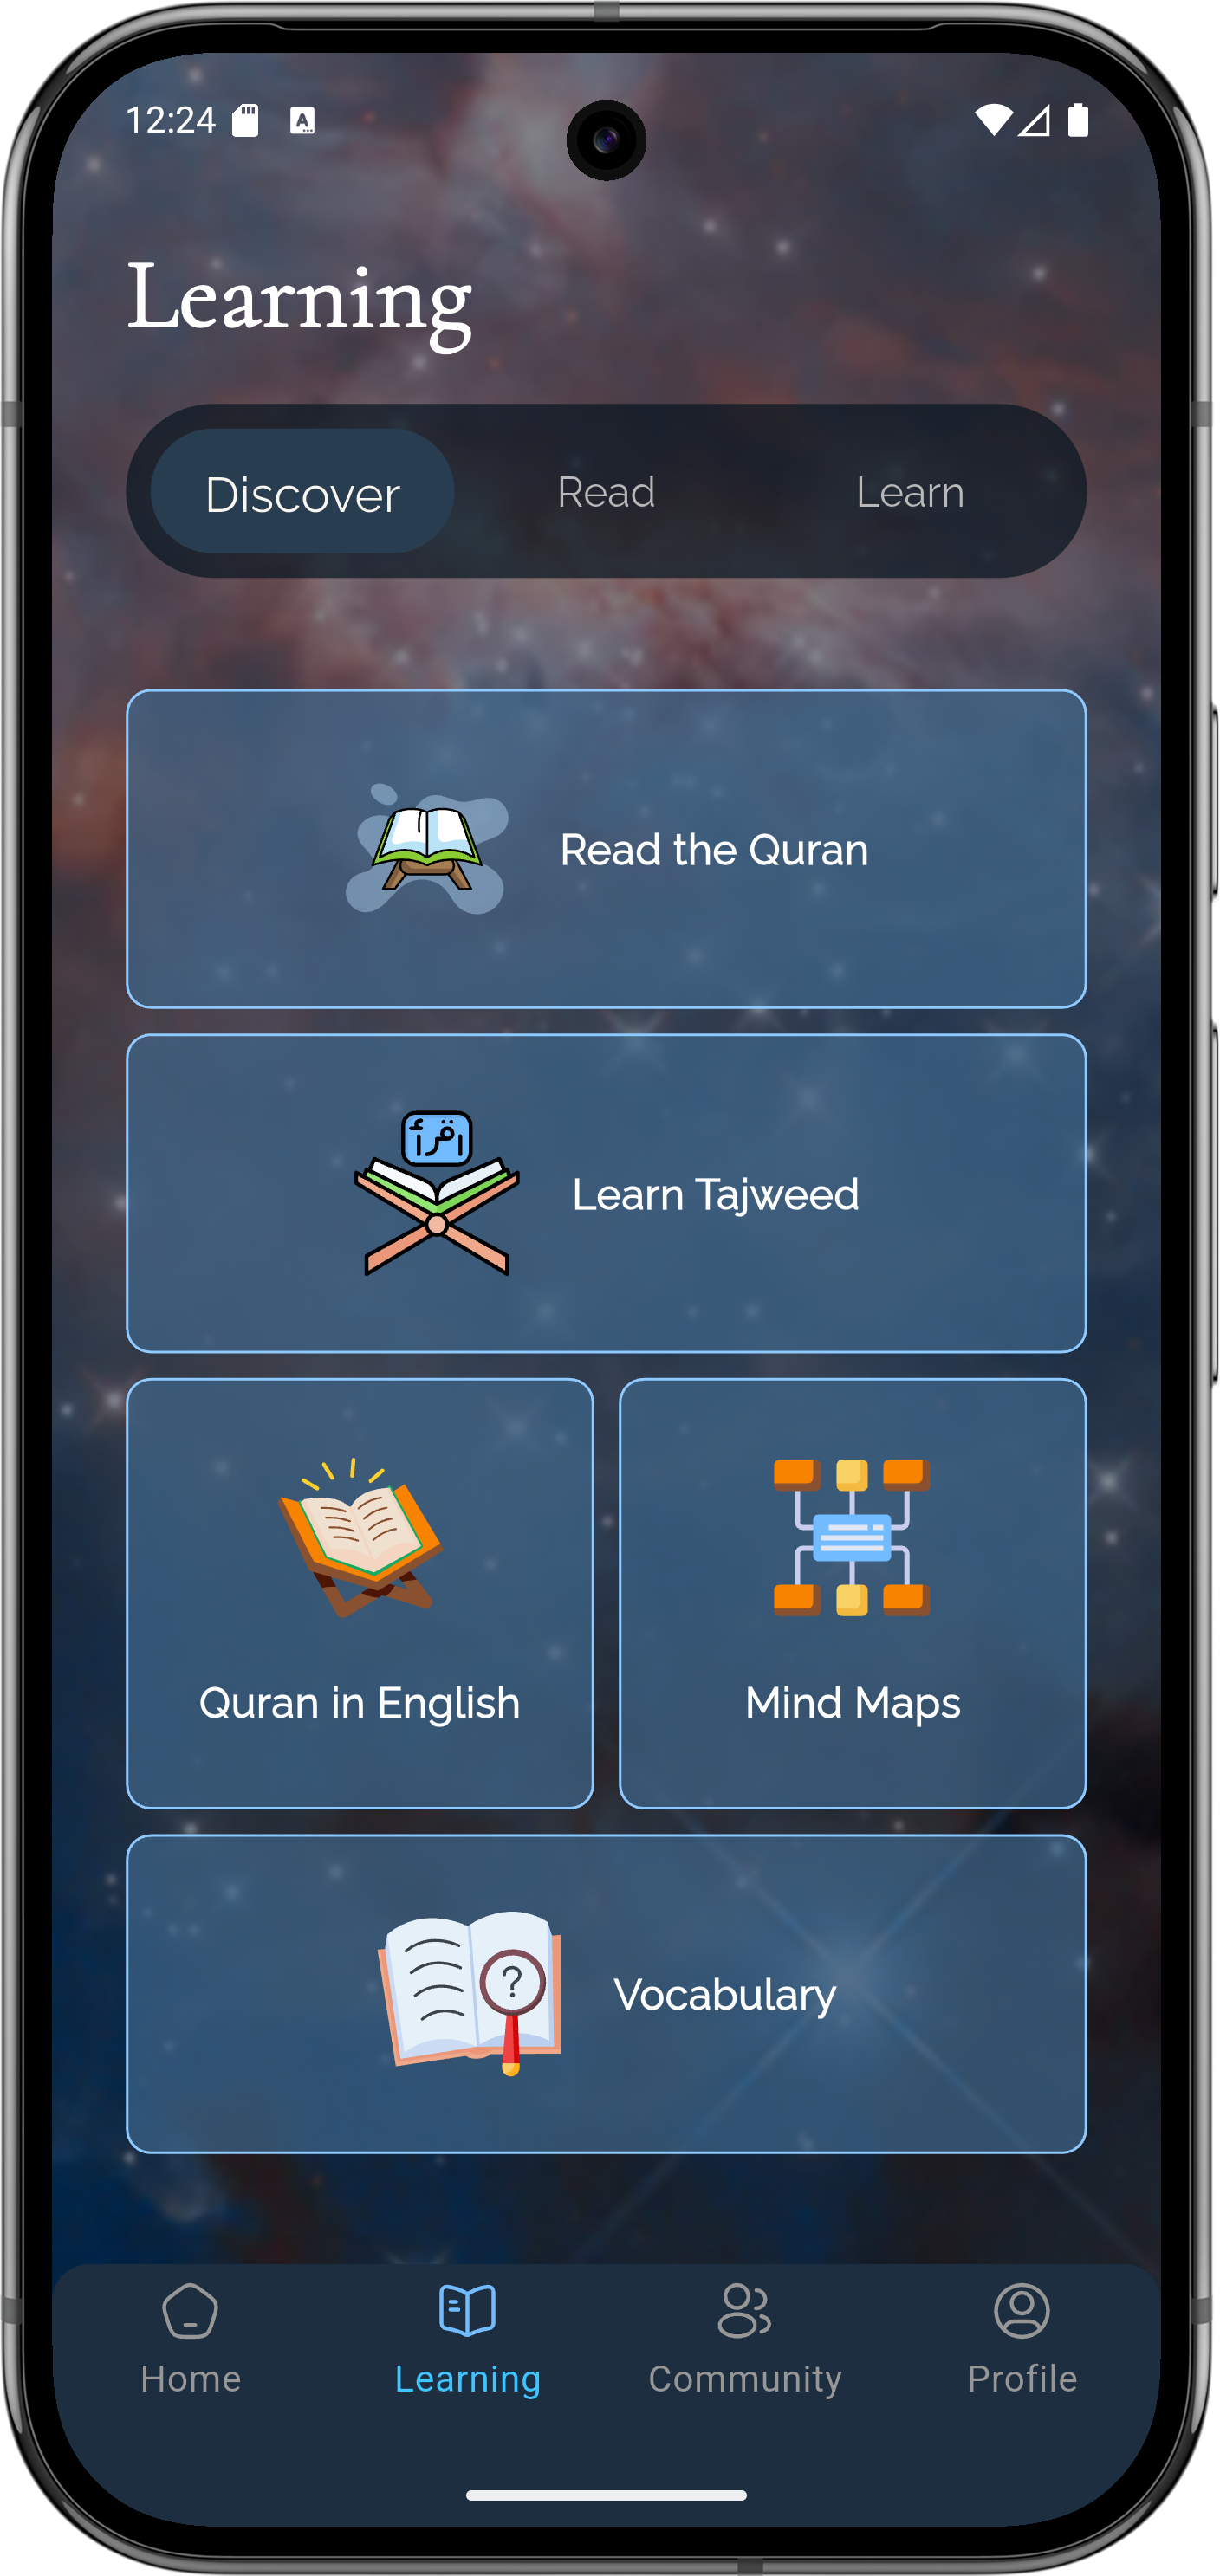 12:24
Learning
Discover Read Learn
Read the Quran
اقرأ
Learn Tajweed
Quran in English Mind Maps
?
Vocabulary
Home Learning Community Profile